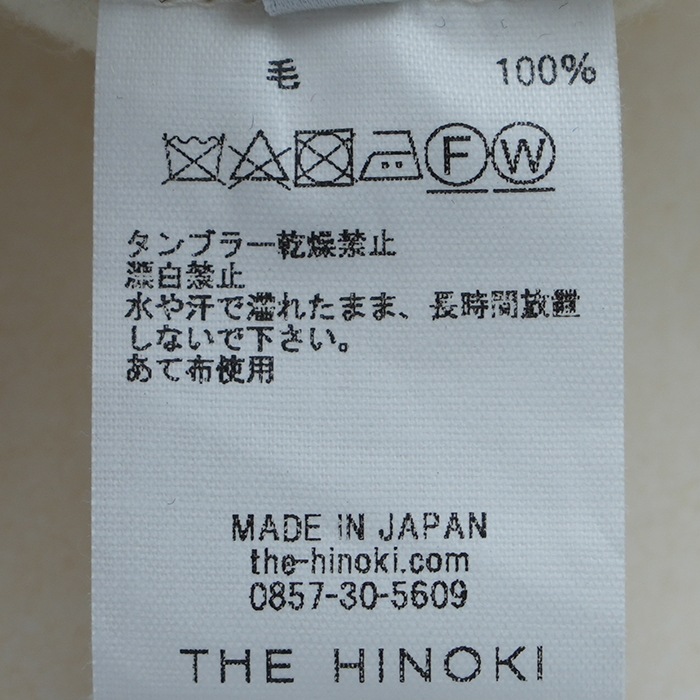 毛 100%
F W
タンブラー乾燥禁止
漂白禁止
水や汗で濡れたまま、長時間放置
しないで下さい。
あて布使用
MADE IN JAPAN
the-hinoki.com
0857-30-5609
THE HINOKI